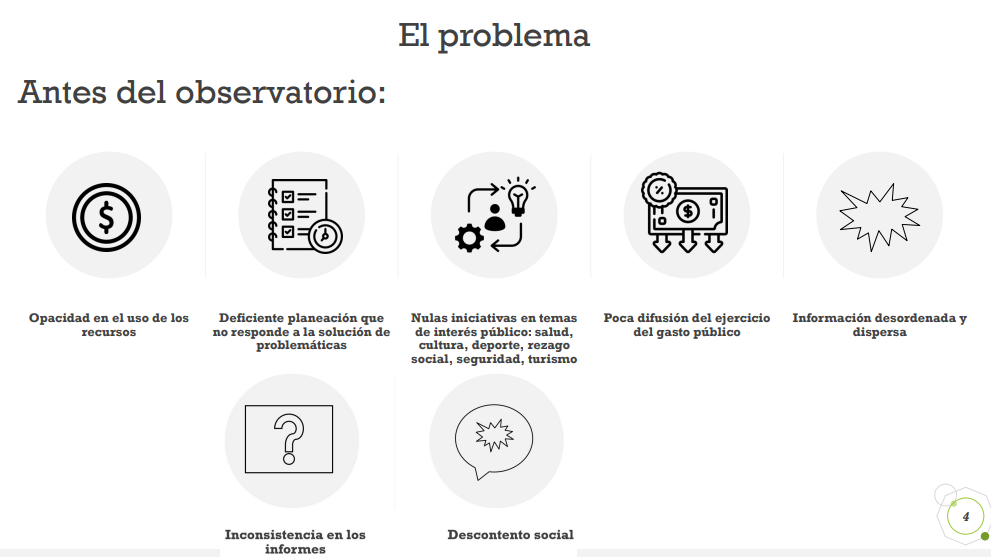 El problema
Antes del observatorio:
$
%
$
Opacidad en el uso de los
recursos
Deficiente planeación que
no responde a la solución de
problemáticas
Nulas iniciativas en temas
de interés público: salud,
cultura, deporte, rezago
social, seguridad, turismo
Poca difusión del ejercicio
del gasto público
Información desordenada y
dispersa
?
Inconsistencia en los
informes
Descontento social
4